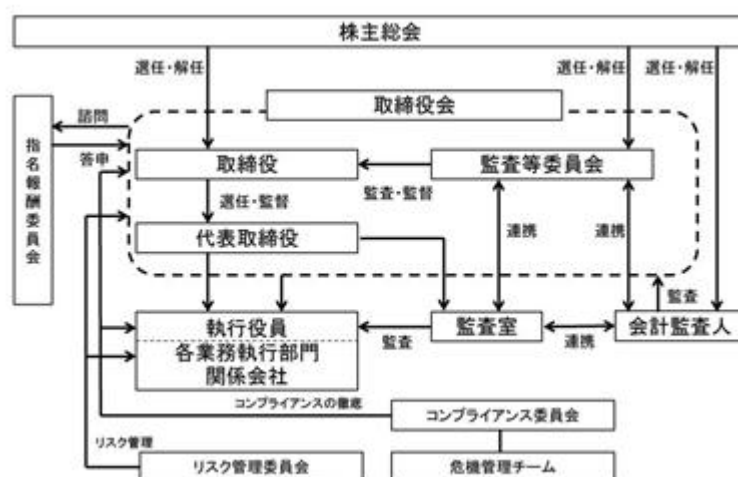 株主総会
選任・解任
選任・解任
選任・解任
取締役会
諮問
答申
指名報酬委員会
取締役
監査等委員会
監査・監督
選任・監督
連携
連携
代表取締役
監査
執行役員
監査
監査室
連携
会計監査人
各業務執行部門
関係会社
コンプライアンスの徹底
コンプライアンス委員会
リスク管理
リスク管理委員会
危機管理チーム